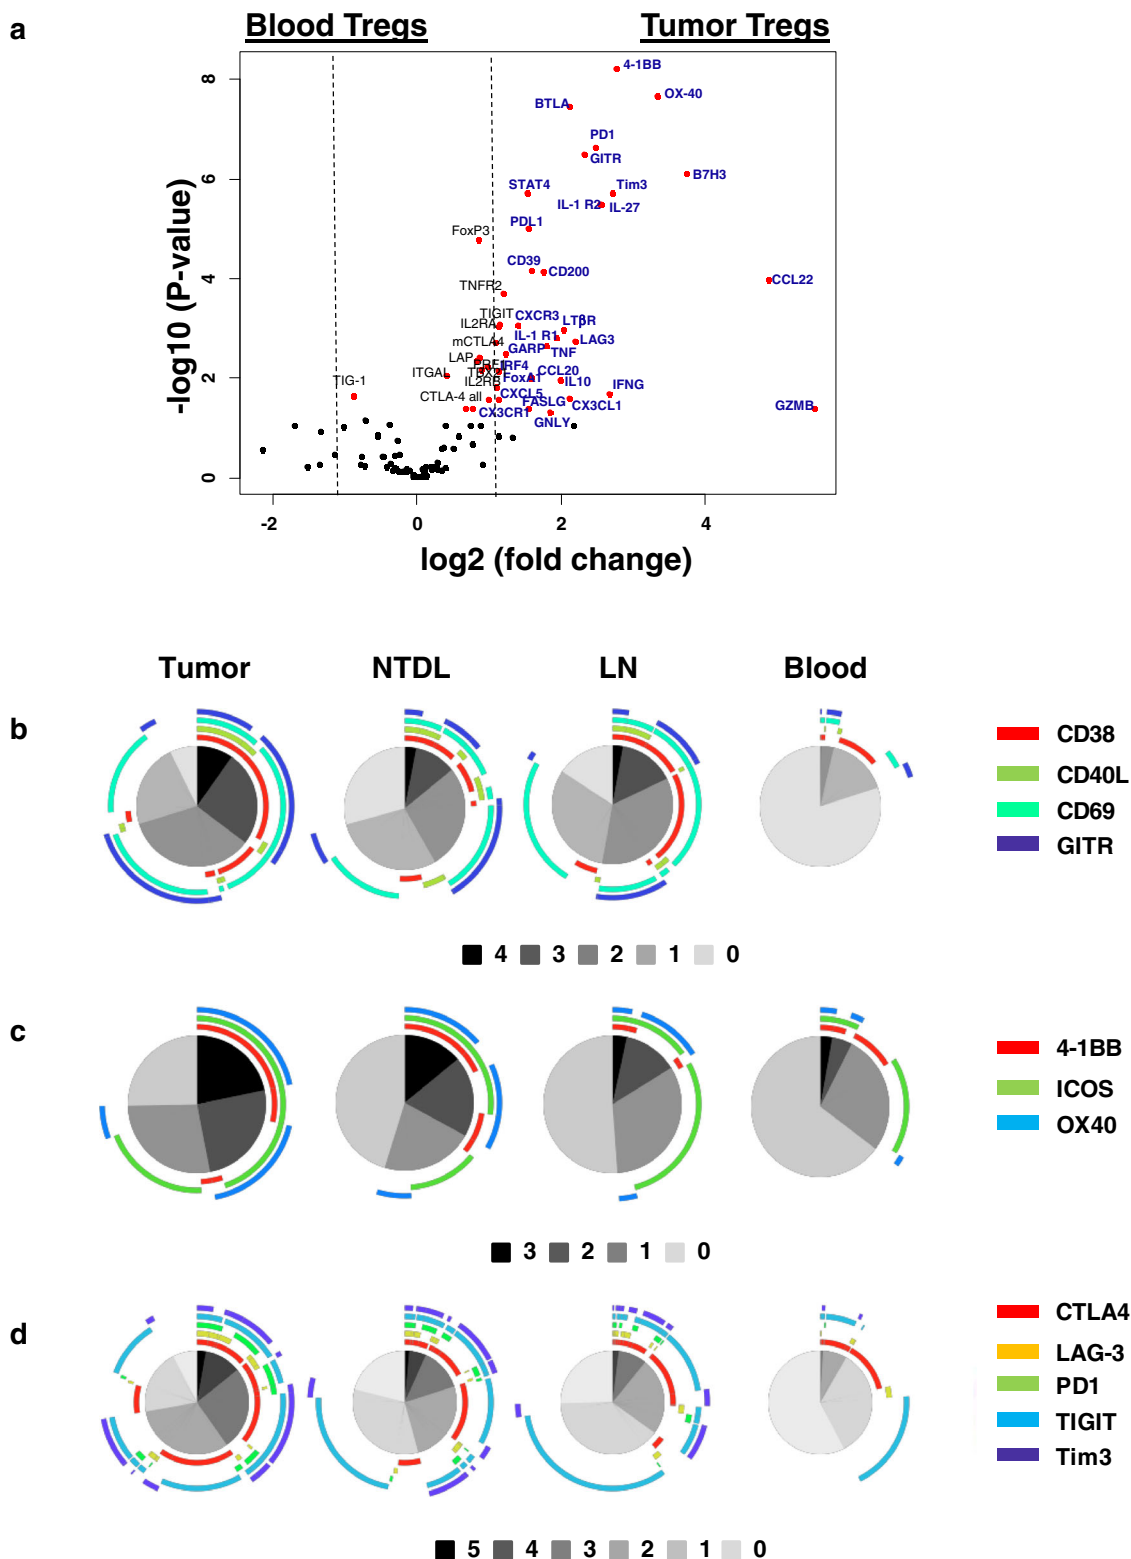 a
Blood Tregs
Tumor Tregs
4-1BB
OX-40
BTLA
PD1
GITR
B7H3
STAT4
Tim3
IL-1 R2
IL-27
PDL1
FoxP3
CD39
CD200
CCL22
TNFR2
TIGIT
CXCR3
LTβR
IL2RA
IL-1 R1
LAG3
mCTLA4
GARP
TNF
LAP
PRF1
IRF4
CCL20
ITGAL
TBX21
FoxA1
IL10
TIG-1
IL2RB
IFNG
CTLA-4 all
CXCL5
FASLG
CX3CL1
GZMB
CX3CR1
GNLY
8
6
4
2
0
-log10 (P-value)
-2
0
2
4
log2 (fold change)
Tumor
NTDL
LN
Blood
b
CD38
CD40L
CD69
GITR
4 3 2 1 0
c
4-1BB
ICOS
OX40
3 2 1 0
d
CTLA4
LAG-3
PD1
TIGIT
Tim3
5 4 3 2 1 0